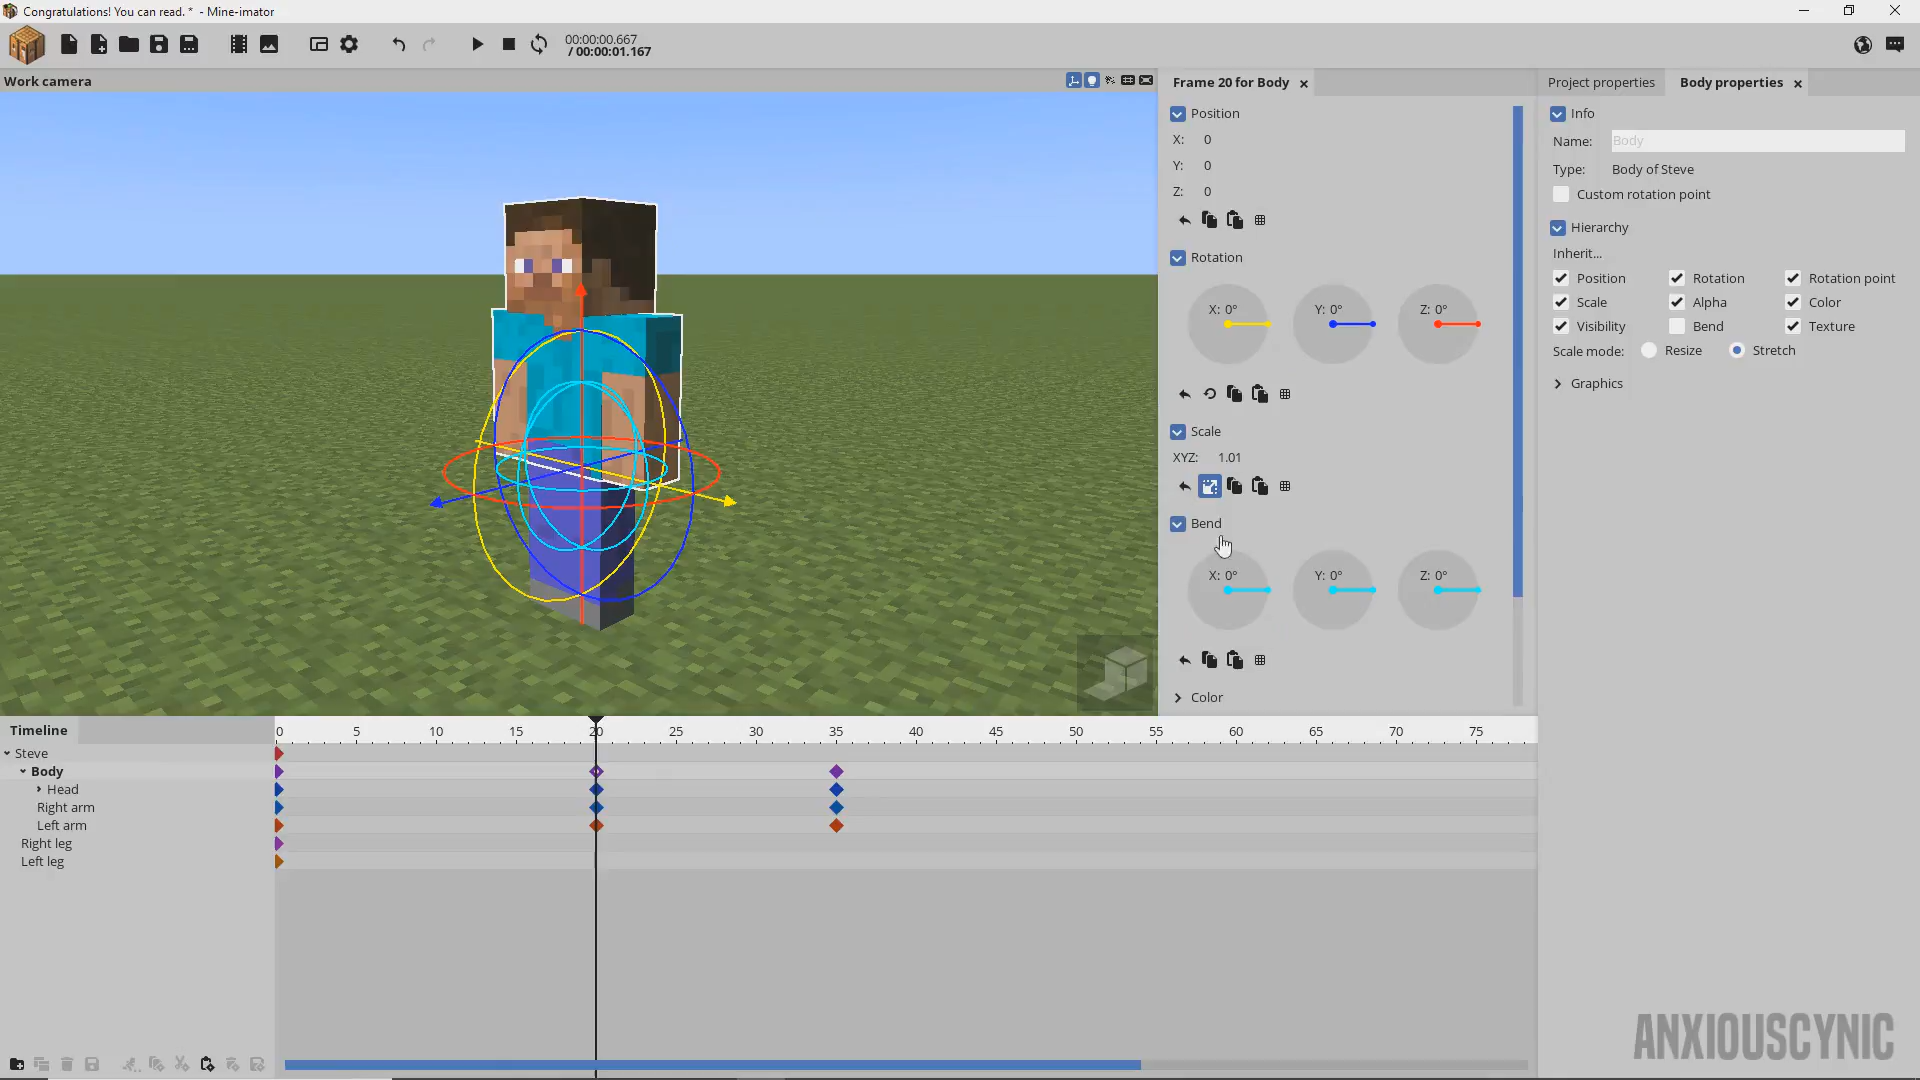 Congratulations! You can read. * - Mine-imator
00:00:00.667
/ 00:00:01.167
Work camera
Frame 20 for Body
Position
X: 0
Y: 0
Z: 0
Rotation
X: 0° Y: 0° Z: 0°
Scale
XYZ: 1.01
Bend
X: 0° Y: 0° Z: 0°
Color
Project properties Body properties
Info
Name: Body
Type: Body of Steve
Custom rotation point
Hierarchy
Inherit...
Position Rotation Rotation point
Scale Alpha Color
Visibility Bend Texture
Scale mode: Resize Stretch
Graphics
Timeline
0 5 10 15 20 25 30 35 40 45 50 55 60 65 70 75
Steve
Body
Head
Right arm
Left arm
Right leg
Left leg
ANXIOUSCYNIC